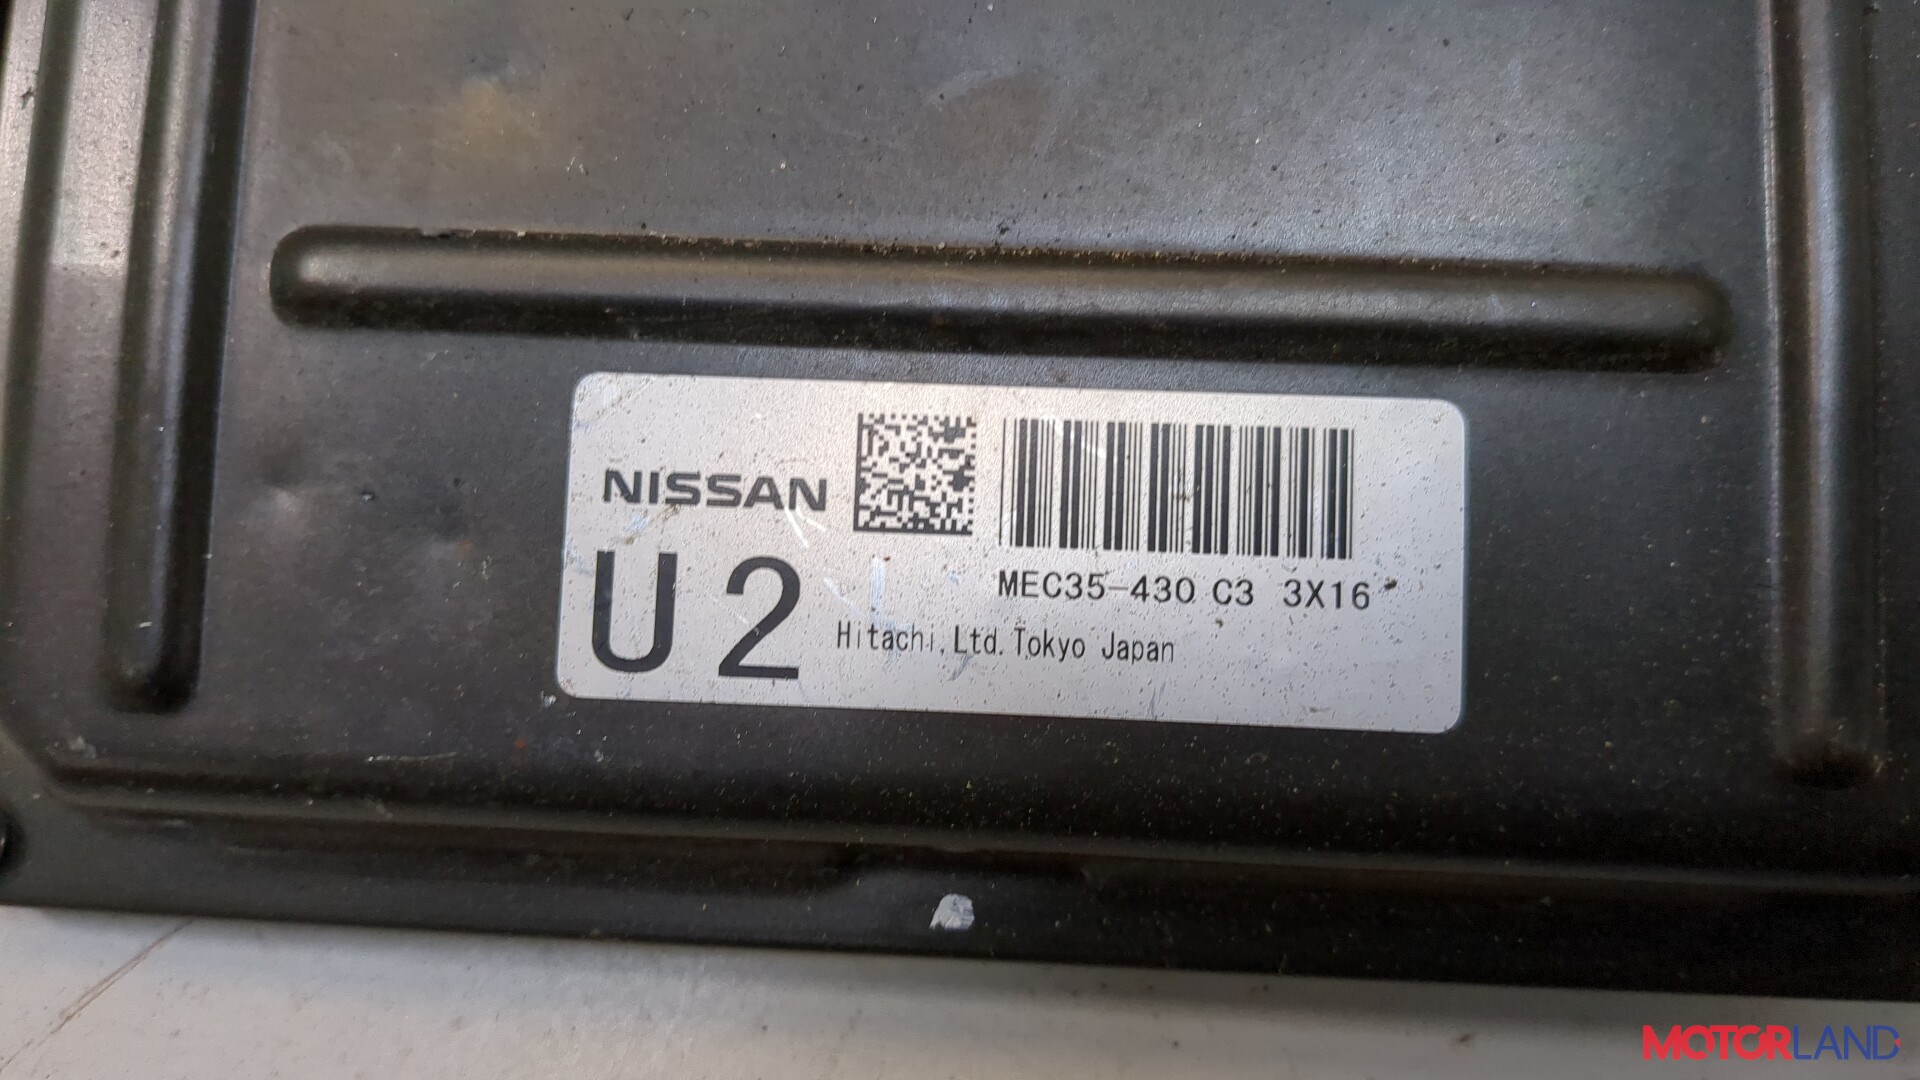 NISSAN
U2
MEC35-430 C3 3X16
Hitachi,Ltd.Tokyo Japan
MOTORLAND